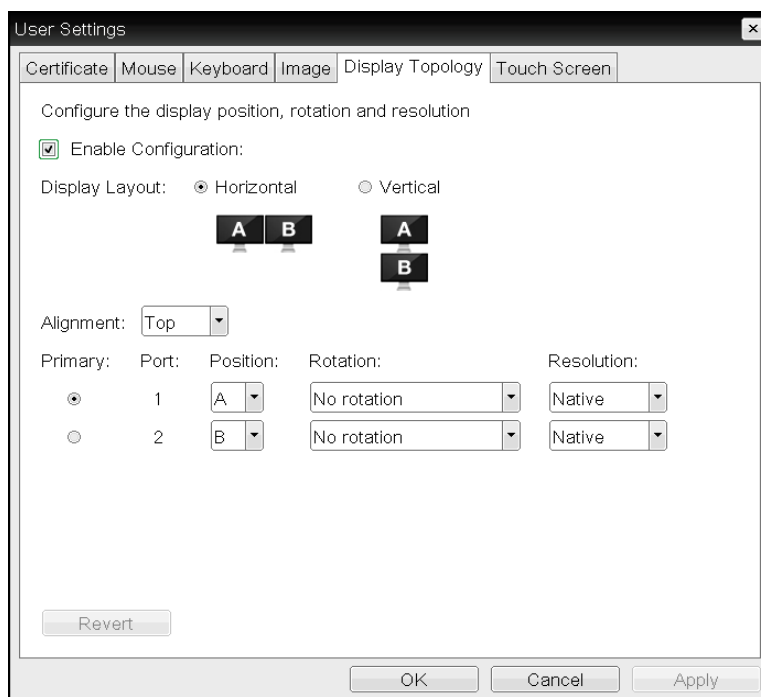 User Settings
Certificate Mouse Keyboard Image Display Topology Touch Screen
Configure the display position, rotation and resolution
Enable Configuration:
Display Layout: Horizontal Vertical
A B A
B
Alignment: Top
Primary: Port: Position: Rotation: Resolution:
1 A No rotation Native
2 B No rotation Native
Revert
OK Cancel Apply